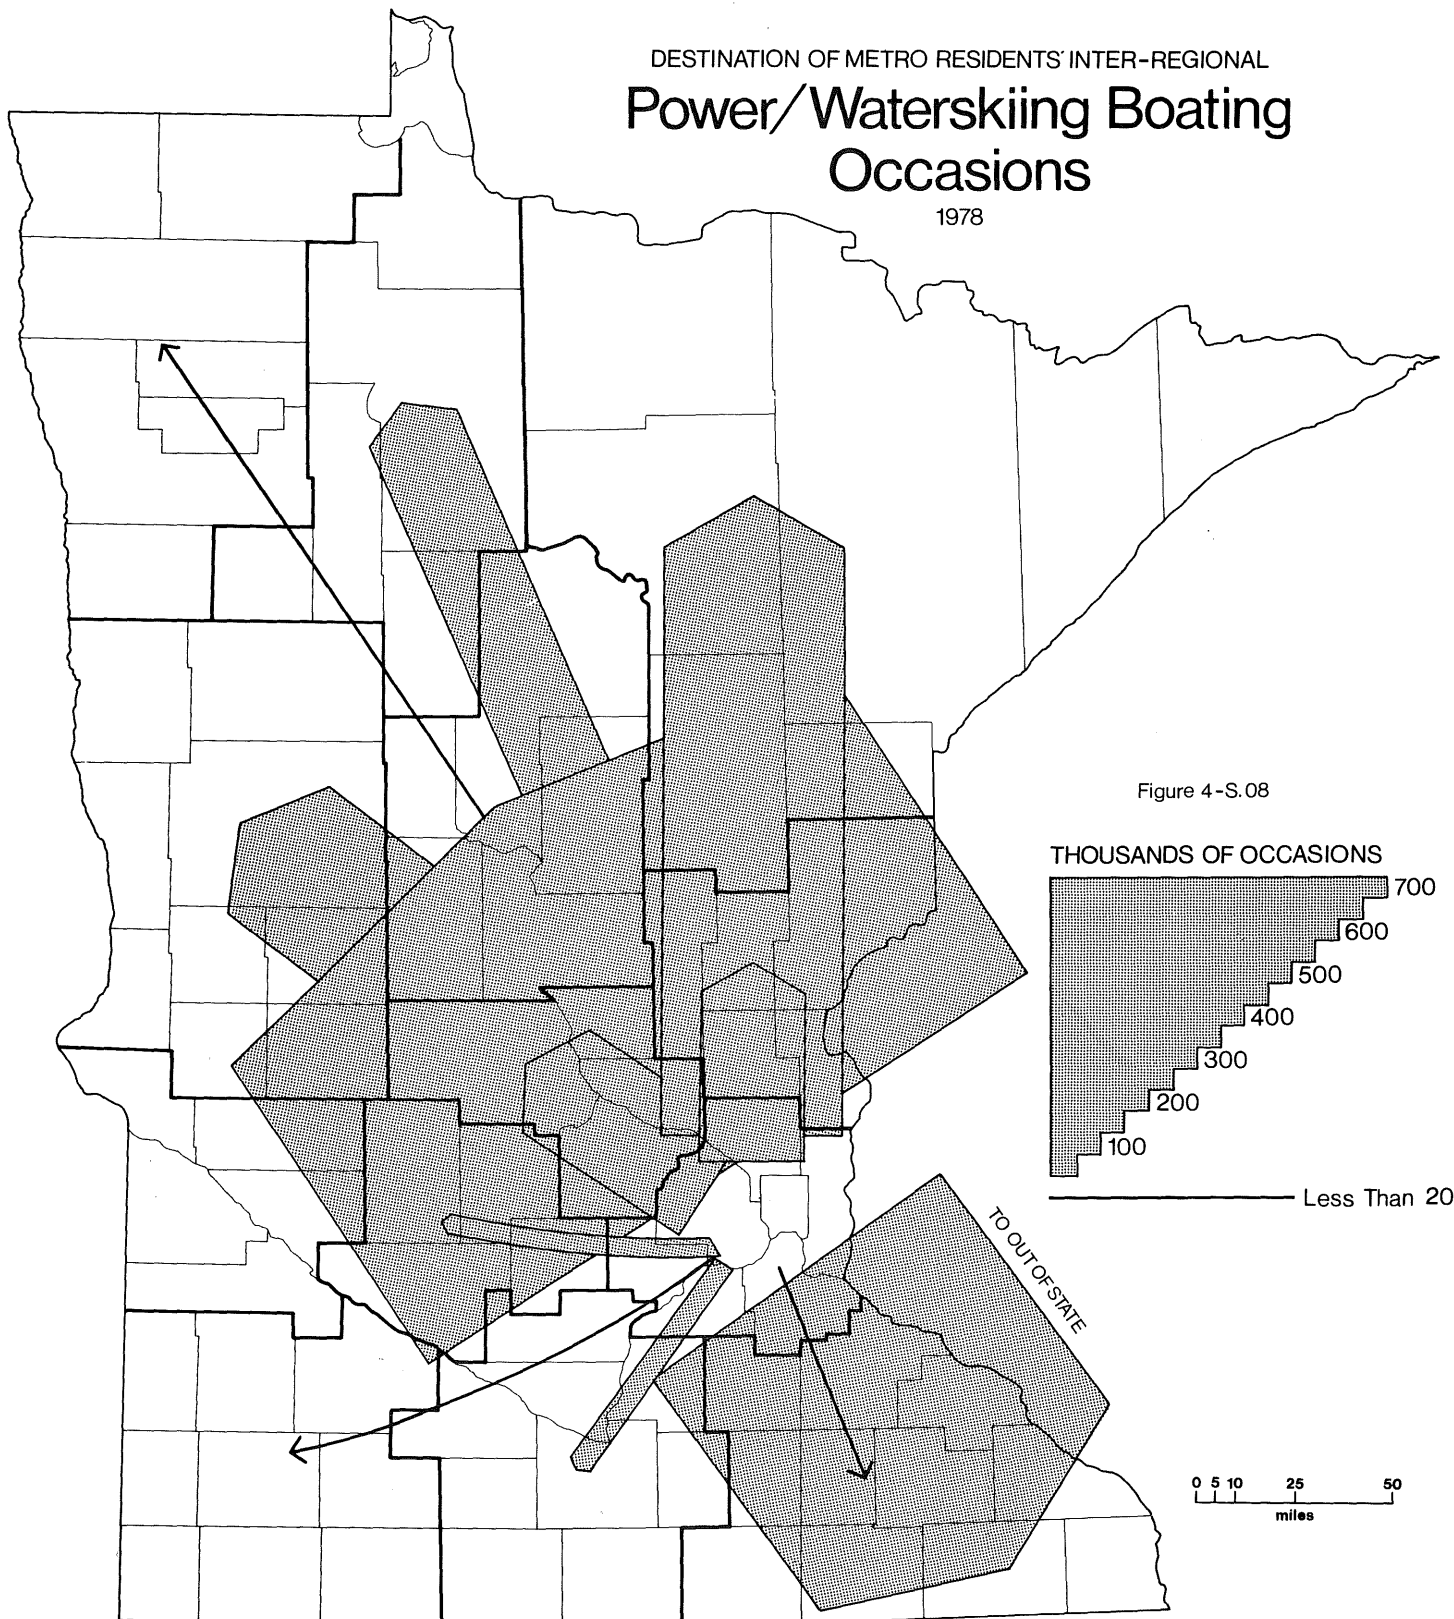 DESTINATION OF METRO RESIDENTS' INTER-REGIONAL
Power/Waterskiing Boating
Occasions
1978
Figure 4-S.08
THOUSANDS OF OCCASIONS
700
600
500
400
300
200
100
Less Than 20
TO OUT OF STATE
0 5 10 25 50
miles